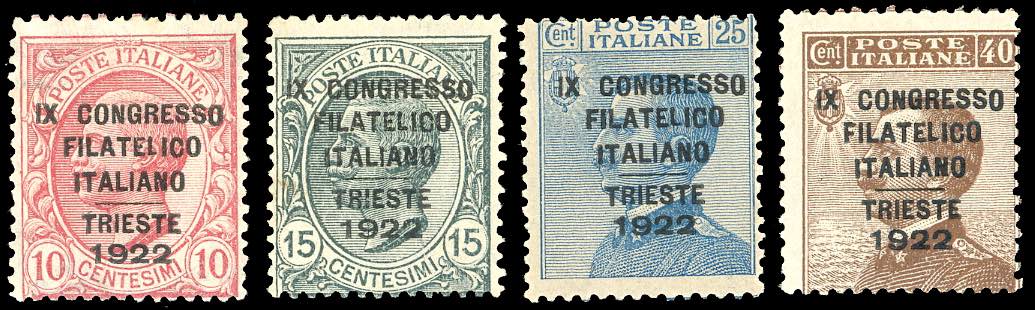 POSTE ITALIANE
IX CONGRESSO
FILATELICO
ITALIANO
TRIESTE
1922
10 CENTESIMI 10
POSTE ITALIANE
IX CONGRESSO
FILATELICO
ITALIANO
TRIESTE
1922
15 CENTESIMI 15
Cent. POSTE 25
ITALIANE
IX CONGRESSO
FILATELICO
ITALIANO
TRIESTE
1922
Cent. POSTE 40
ITALIANE
IX CONGRESSO
FILATELICO
ITALIANO
TRIESTE
1922